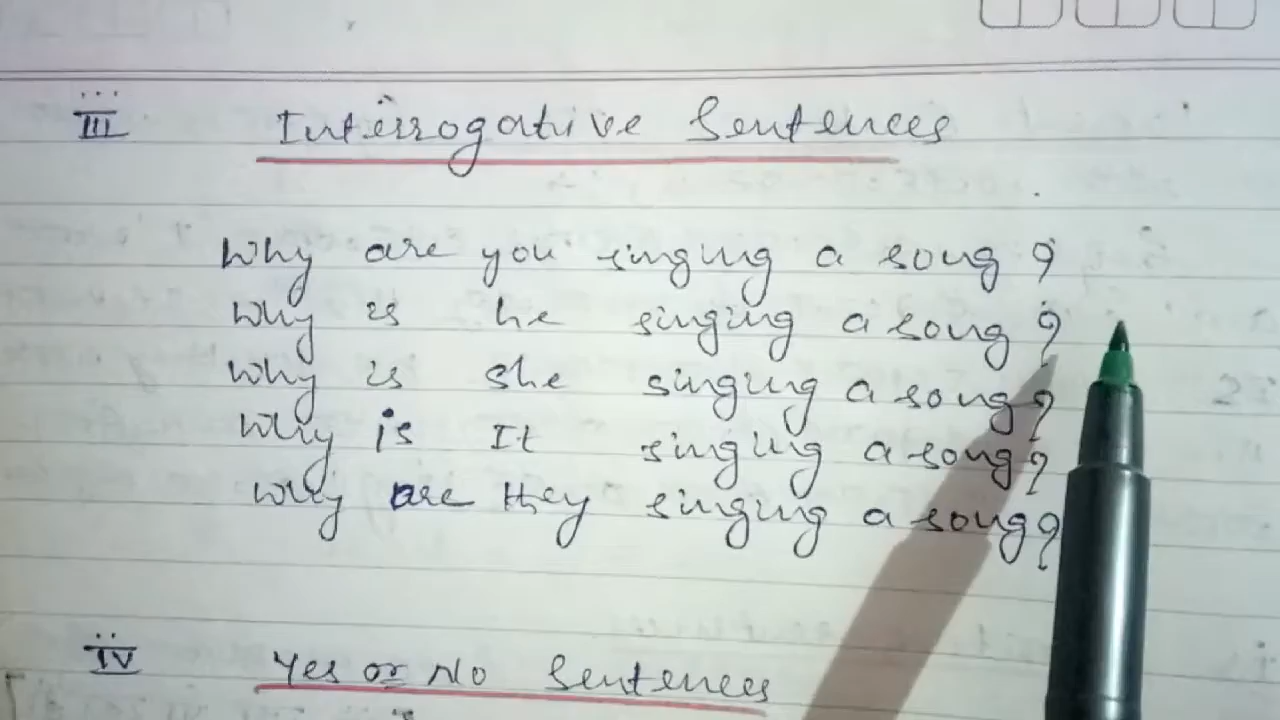 III Interrogative Sentences
Why are you singing a song?
Why is he singing a song?
Why is she singing a song?
Why is It singing a song?
Why are they singing a song?
IV Yes or No Sentences